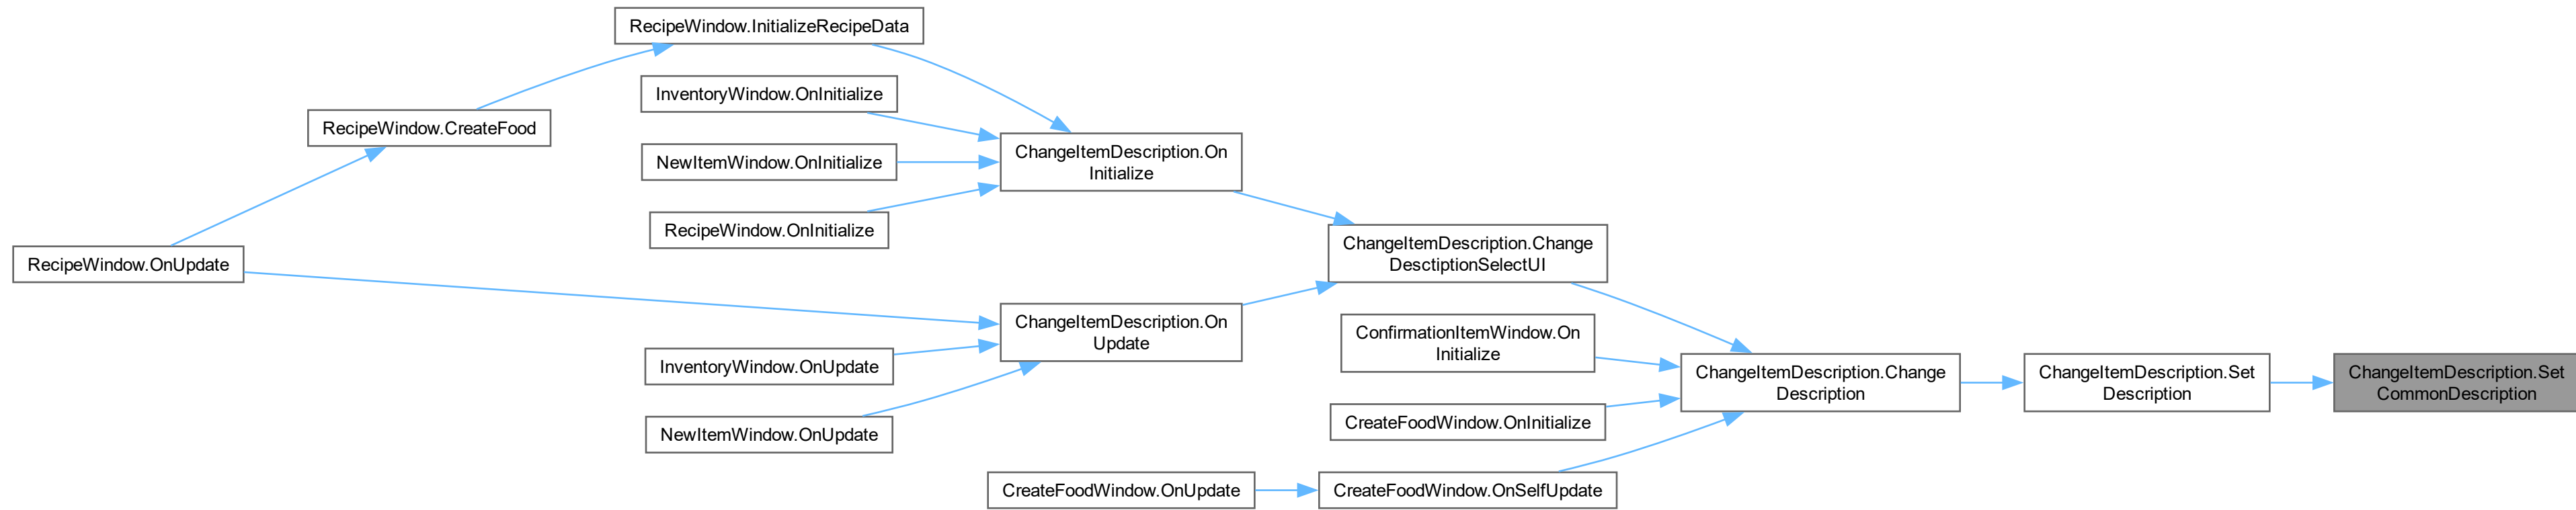 RecipeWindow.InitializeRecipeData
InventoryWindow.OnInitialize
RecipeWindow.CreateFood
ChangeItemDescription.On
Initialize
NewItemWindow.OnInitialize
RecipeWindow.OnInitialize
RecipeWindow.OnUpdate
ChangeItemDescription.Change
DesctiptionSelectUI
ChangeItemDescription.On
Update
ConfirmationItemWindow.On
Initialize
InventoryWindow.OnUpdate
ChangeItemDescription.Change
Description
ChangeItemDescription.Set
Description
ChangeItemDescription.Set
CommonDescription
CreateFoodWindow.OnInitialize
NewItemWindow.OnUpdate
CreateFoodWindow.OnUpdate
CreateFoodWindow.OnSelfUpdate